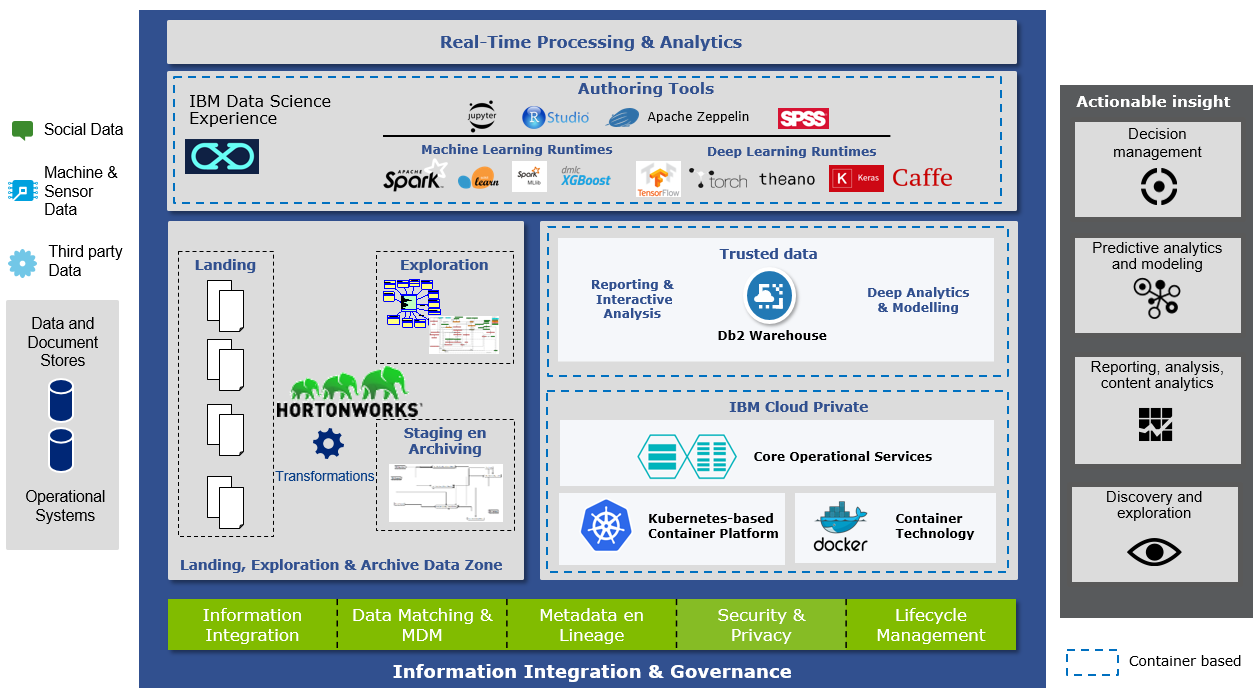 Real-Time Processing & Analytics
IBM Data Science
Experience
Authoring Tools
jupyter
R Studio
Apache Zeppelin
SPSS
Machine Learning Runtimes
Deep Learning Runtimes
APACHE
Spark
learn
Spark
MLlib
dmlc
XGBoost
TensorFlow
torch
theano
K Keras
Caffe
Social Data
Machine &
Sensor
Data
Third party
Data
Data and
Document
Stores
Operational
Systems
Landing
Exploration
HORTONWORKS
Transformations
Staging en
Archiving
Landing, Exploration & Archive Data Zone
Trusted data
Reporting &
Interactive
Analysis
Db2 Warehouse
Deep Analytics
& Modelling
IBM Cloud Private
Core Operational Services
Kubernetes-based
Container Platform
docker
Container
Technology
Information
Integration
Data Matching &
MDM
Metadata en
Lineage
Security &
Privacy
Lifecycle
Management
Information Integration & Governance
Actionable insight
Decision
management
Predictive analytics
and modeling
Reporting, analysis,
content analytics
Discovery and
exploration
Container based